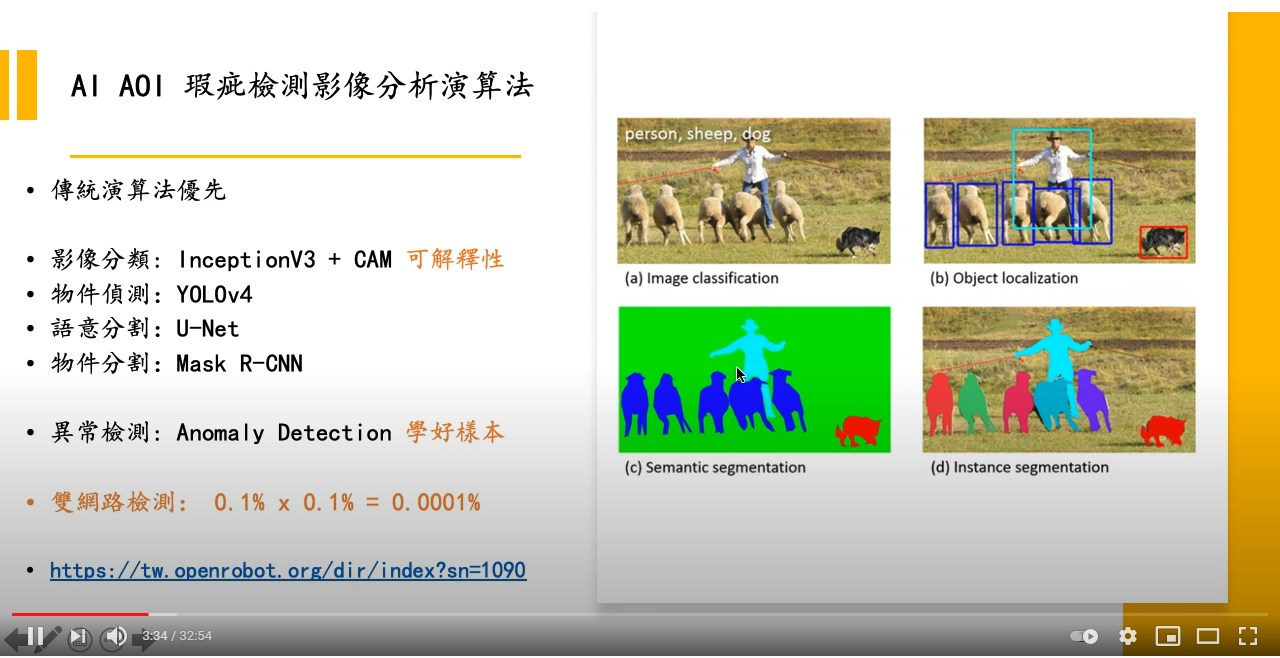 AI AOI 瑕疵檢測影像分析演算法
• 傳統演算法優先
• 影像分類: InceptionV3 + CAM 可解釋性
• 物件偵測: YOLOv4
• 語意分割: U-Net
• 物件分割: Mask R-CNN
• 異常檢測: Anomaly Detection 學好樣本
• 雙網路檢測: 0.1% x 0.1% = 0.0001%
• https://tw.openrobot.org/dir/index?sn=1090
person, sheep, dog
(a) Image classification
(b) Object localization
(c) Semantic segmentation
(d) Instance segmentation
3:34 / 32:54